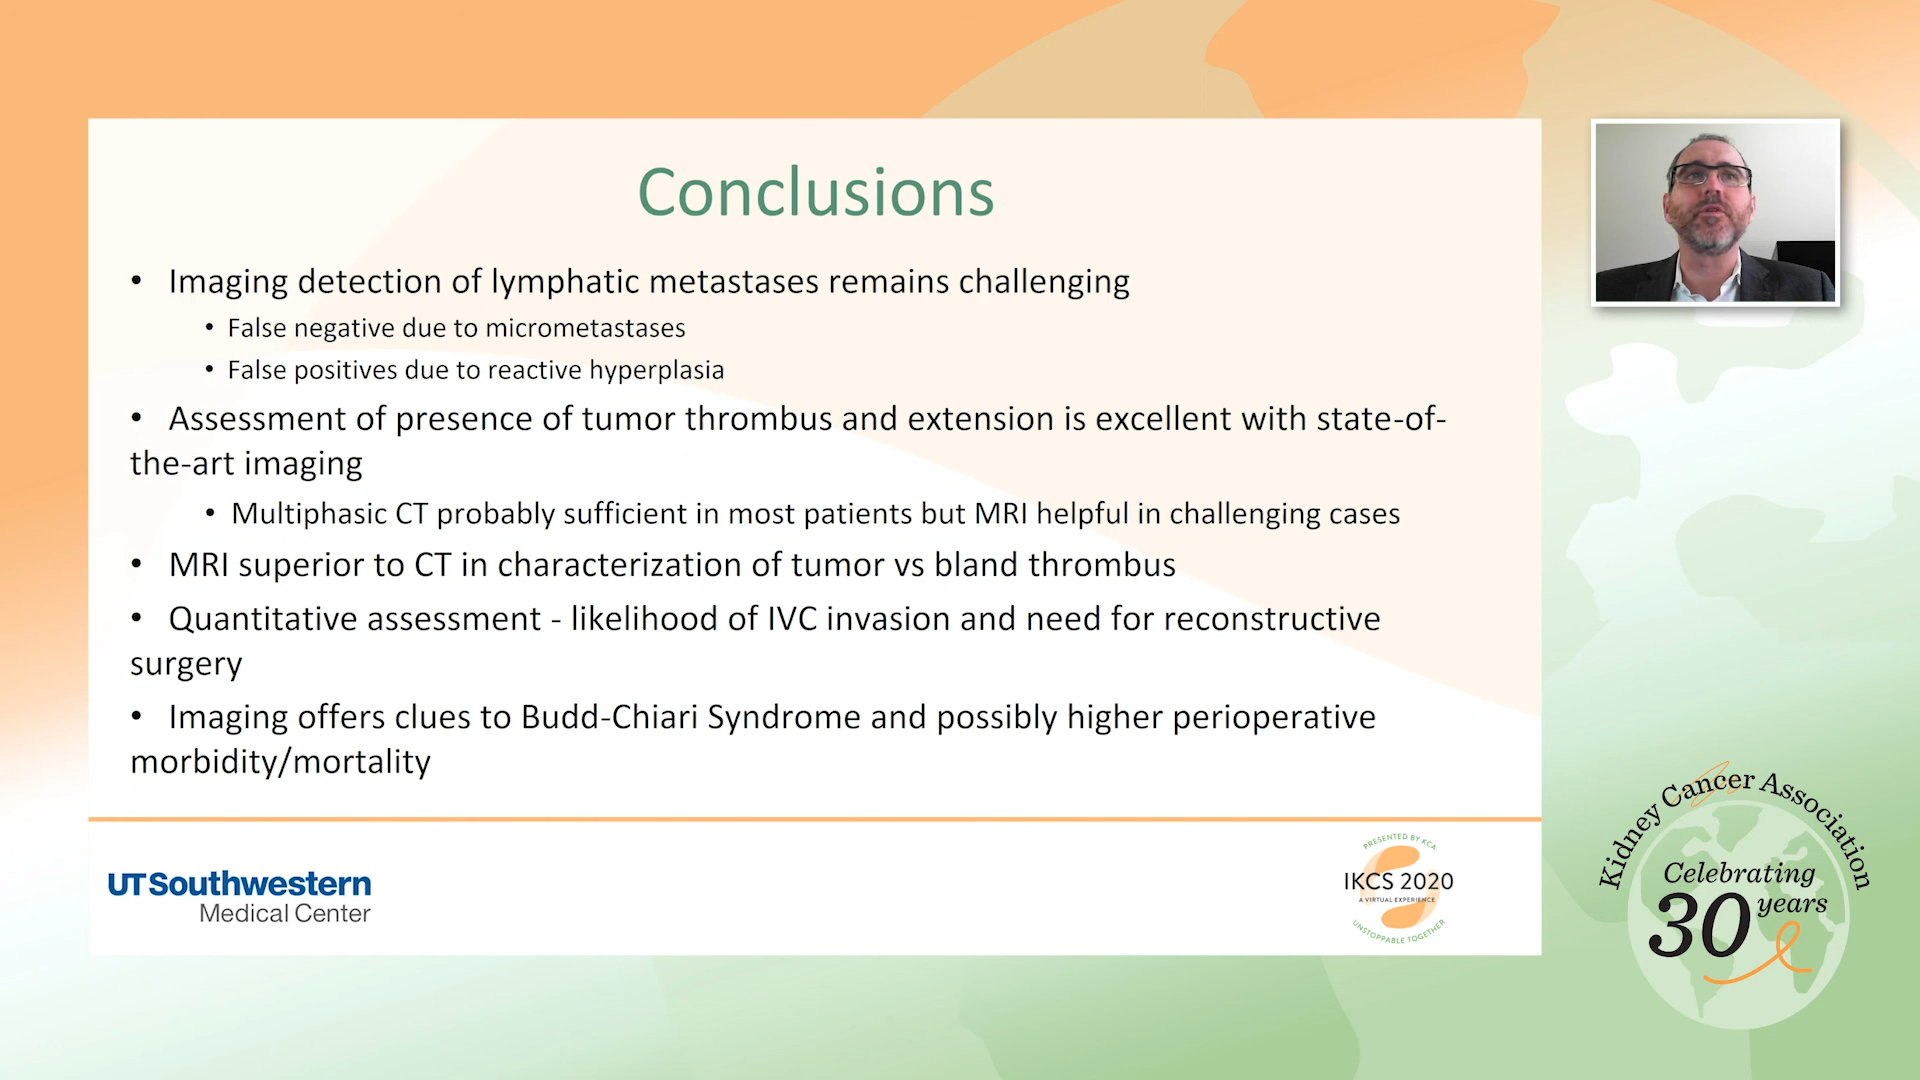 Conclusions
• Imaging detection of lymphatic metastases remains challenging
• False negative due to micrometastases
• False positives due to reactive hyperplasia
• Assessment of presence of tumor thrombus and extension is excellent with state-of-
the-art imaging
• Multiphasic CT probably sufficient in most patients but MRI helpful in challenging cases
• MRI superior to CT in characterization of tumor vs bland thrombus
• Quantitative assessment - likelihood of IVC invasion and need for reconstructive
surgery
• Imaging offers clues to Budd-Chiari Syndrome and possibly higher perioperative
morbidity/mortality
UTSouthwestern
Medical Center
PRESENTED BY KCA
IKCS 2020
A VIRTUAL EXPERIENCE
UNSTOPPABLE TOGETHER
Kidney Cancer Association
Celebrating
30 years